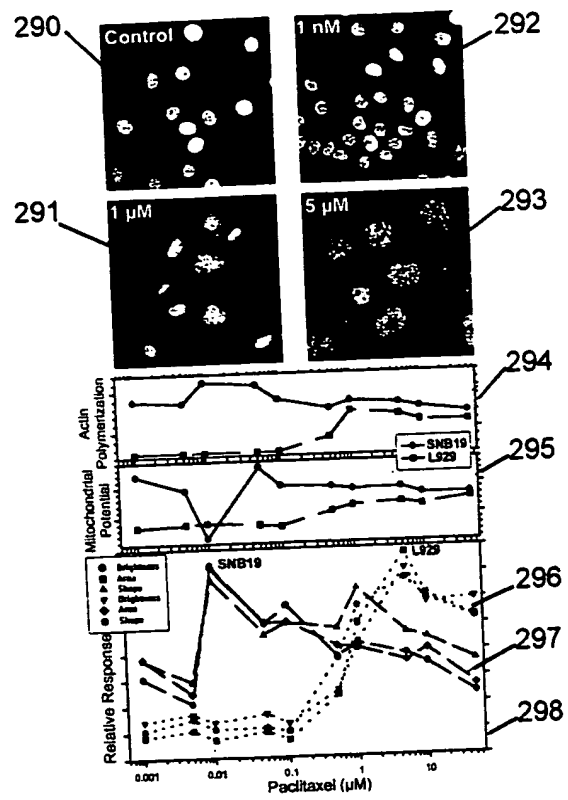 290
Control
1 nM
292
291
1 µM
5 µM
293
294
Actin
Polymerization
SNB19
L929
295
Mitochondrial
Potential
Brightness
Area
Shape
Brightness
Area
Shape
SNB19
L929
296
297
298
Relative Response
0.001
0.01
0.1
1
10
Paclitaxel (µM)